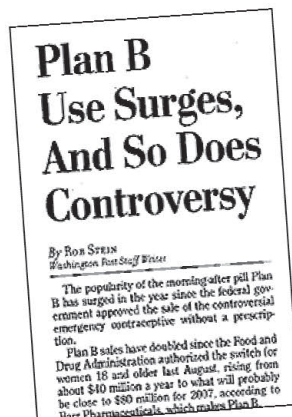 Plan B
Use Surges,
And So Does
Controversy
By ROB STEIN
Washington Post Staff Writer
The popularity of the morning-after pill Plan
B has surged in the year since the federal gov-
ernment approved the sale of the controversial
emergency contraceptive without a prescrip-
tion.
Plan B sales have doubled since the Food and
Drug Administration authorized the switch for
women 18 and older last August, rising from
about $40 million a year to what will probably
be close to $80 million for 2007, according to
Barr Pharmaceuticals, which makes Plan B.